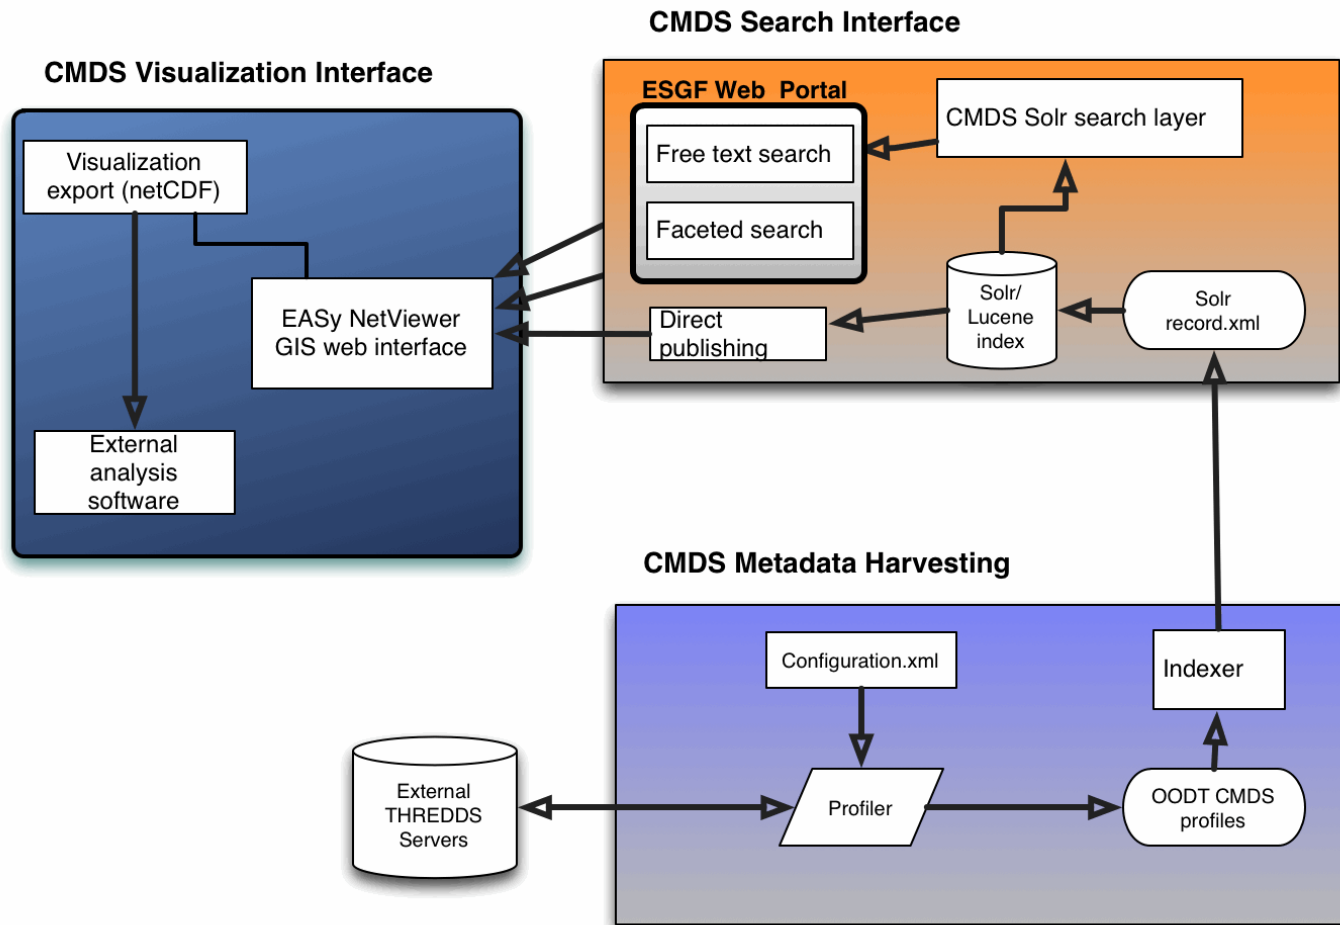 CMDS Search Interface
CMDS Visualization Interface
ESGF Web Portal
CMDS Solr search layer
Free text search
Faceted search
Visualization
export (netCDF)
EASy NetViewer
GIS web interface
Direct
publishing
Solr/
Lucene
index
Solr
record.xml
External
analysis
software
CMDS Metadata Harvesting
Configuration.xml
Indexer
External
THREDDS
Servers
Profiler
OODT CMDS
profiles